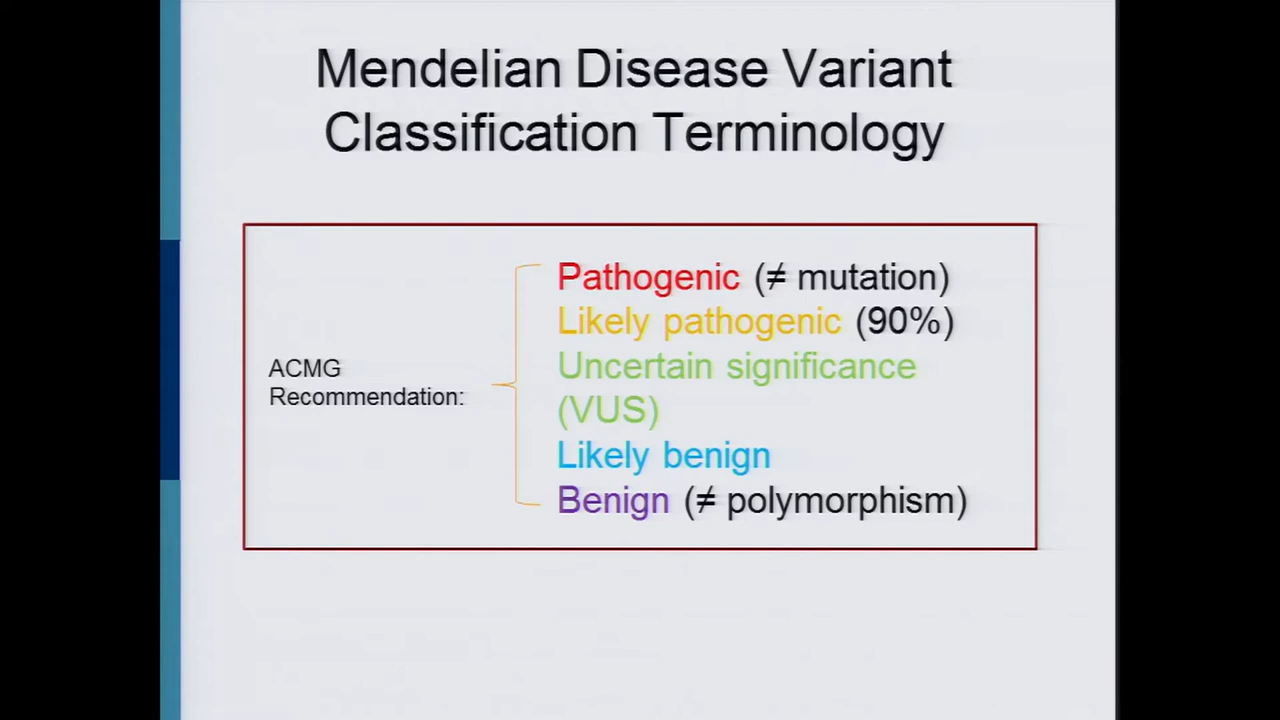 Mendelian Disease Variant
Classification Terminology
ACMG
Recommendation:
Pathogenic (≠ mutation)
Likely pathogenic (90%)
Uncertain significance
(VUS)
Likely benign
Benign (≠ polymorphism)